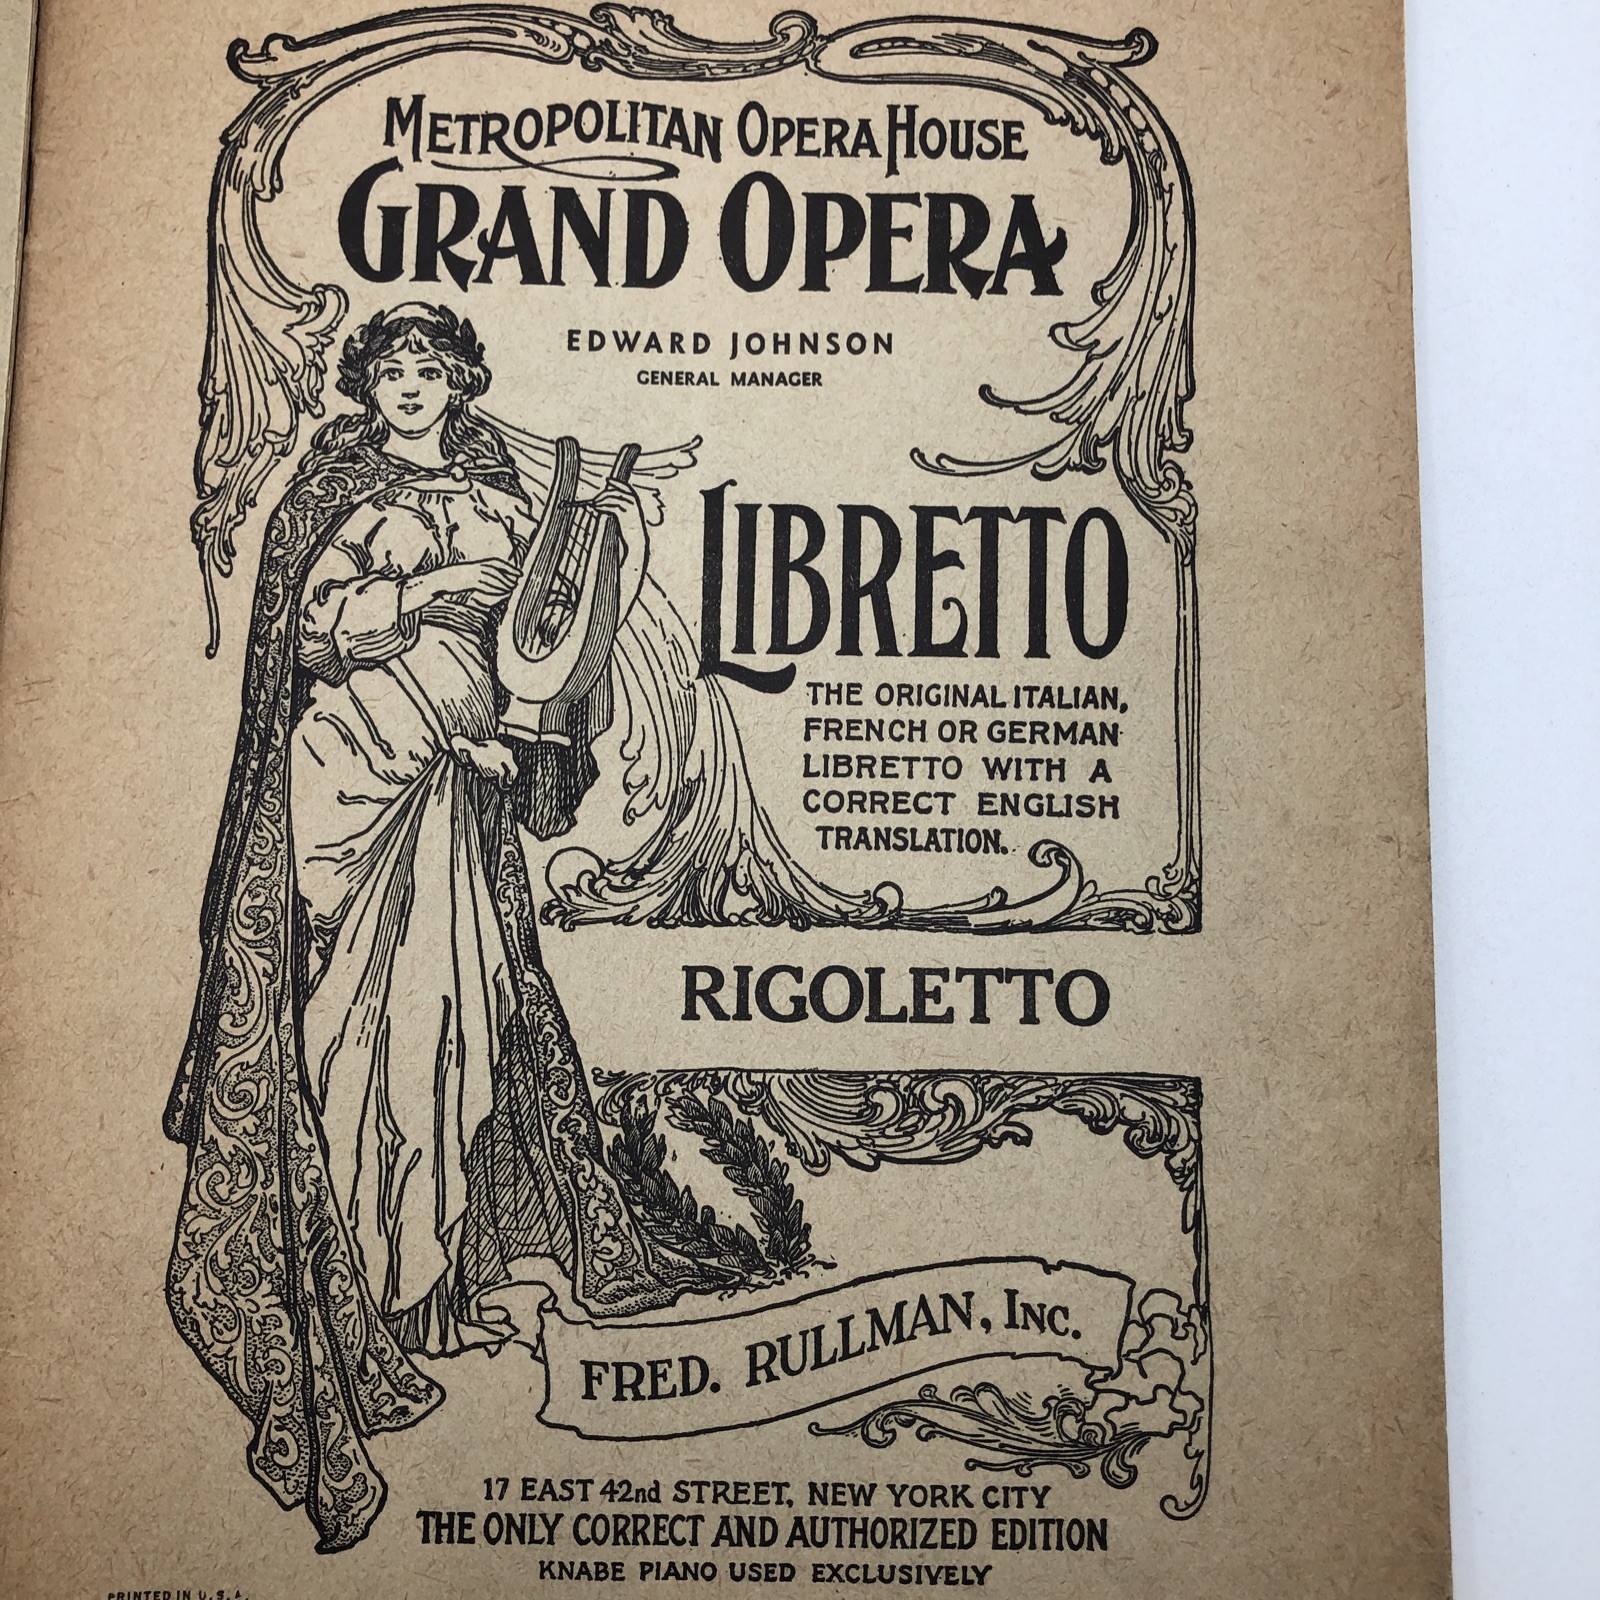 METROPOLITAN OPERA HOUSE
GRAND OPERA
EDWARD JOHNSON
GENERAL MANAGER
LIBRETTO
THE ORIGINAL ITALIAN,
FRENCH OR GERMAN
LIBRETTO WITH A
CORRECT ENGLISH
TRANSLATION.
RIGOLETTO
FRED. RULLMAN, INC.
17 EAST 42nd STREET, NEW YORK CITY
THE ONLY CORRECT AND AUTHORIZED EDITION
KNABE PIANO USED EXCLUSIVELY
PRINTED IN U. S. A.